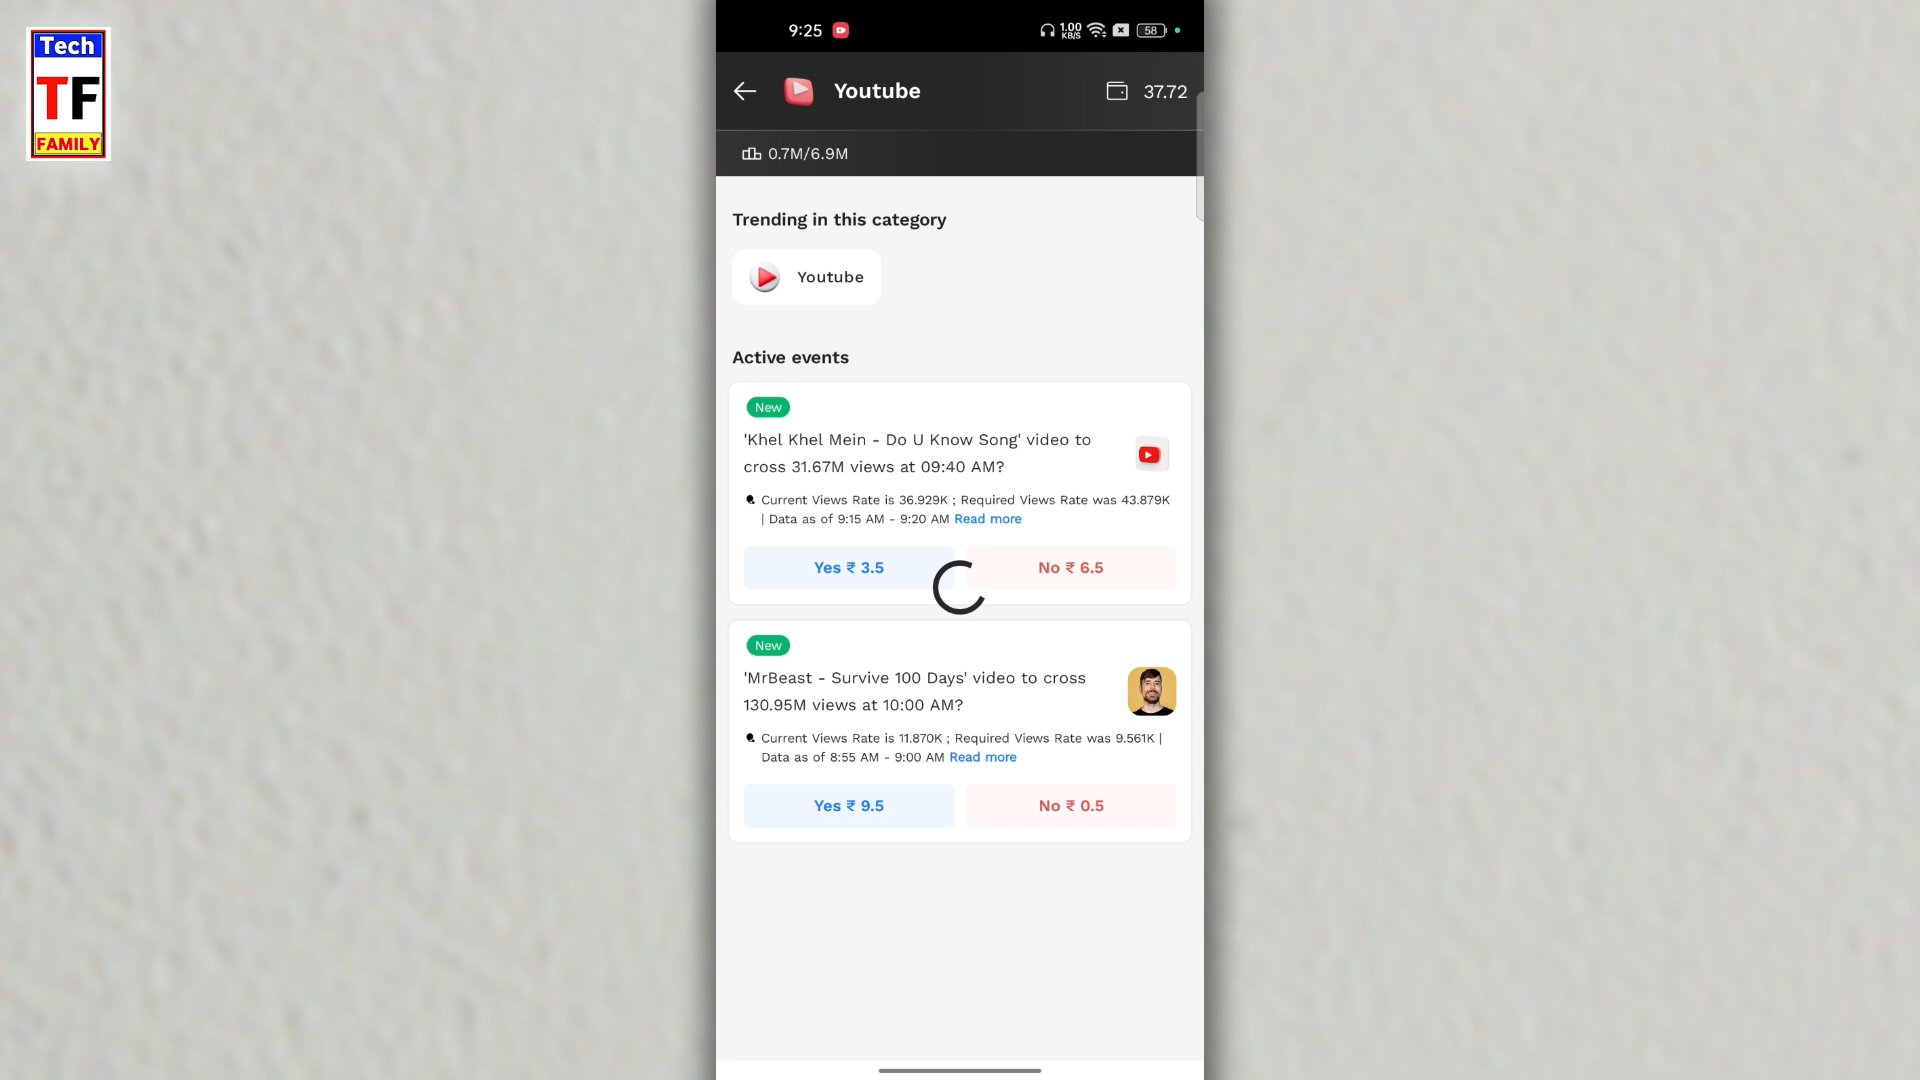 Tech
TF
FAMILY
9:25
1.00
KB/S
58
Youtube
37.72
0.7M/6.9M
Trending in this category
Youtube
Active events
New
'Khel Khel Mein - Do U Know Song' video to
cross 31.67M views at 09:40 AM?
Current Views Rate is 36.929K ; Required Views Rate was 43.879K
| Data as of 9:15 AM - 9:20 AM Read more
Yes ₹ 3.5
No ₹ 6.5
New
'MrBeast - Survive 100 Days' video to cross
130.95M views at 10:00 AM?
Current Views Rate is 11.870K ; Required Views Rate was 9.561K |
Data as of 8:55 AM - 9:00 AM Read more
Yes ₹ 9.5
No ₹ 0.5